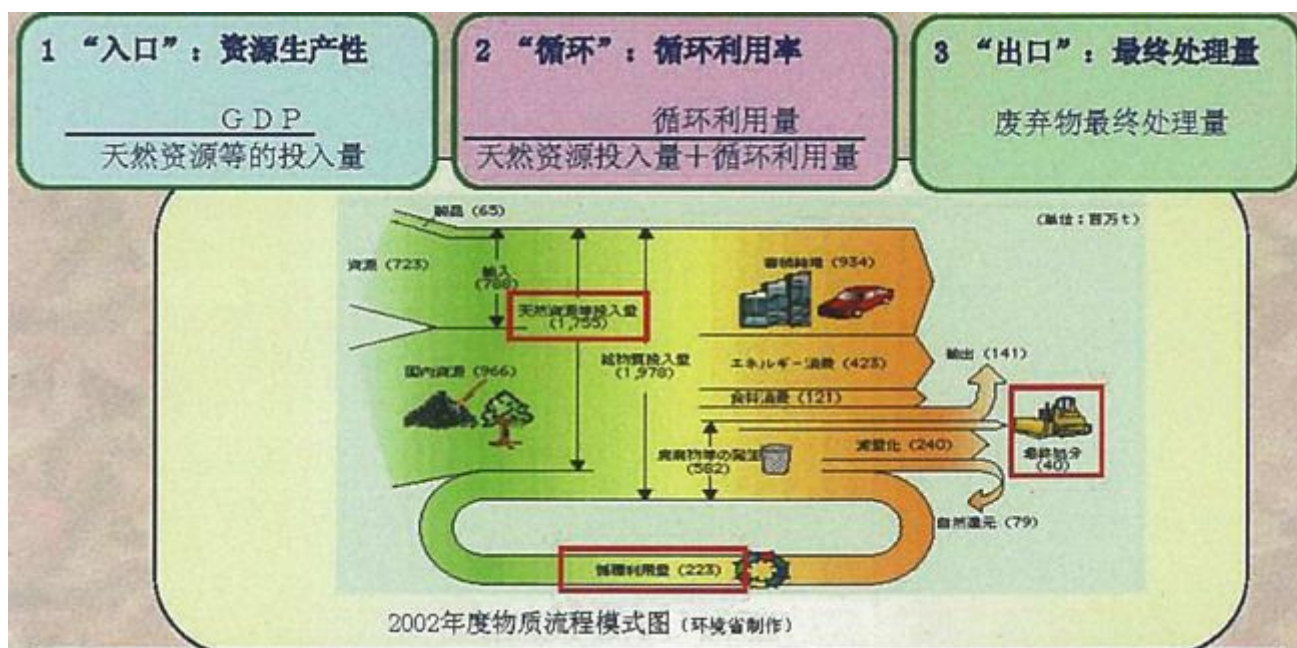 1 “入口”：资源生产性
GDP
天然资源等的投入量
2 “循环”：循环利用率
循环利用量
天然资源投入量＋循环利用量
3 “出口”：最终处理量
废弃物最终处理量
製品 (65)
(単位：百万t)
資源 (723)
輸入
(788)
天然資源等投入量
(1,755)
総物質投入量
(1,978)
蓄積純増 (934)
国内資源 (966)
エネルギー消費 (423)
食料消費 (121)
輸出 (141)
廃棄物等の発生
(582)
減量化 (240)
最終処分
(40)
自然還元 (79)
循環利用量 (223)
2002年度物质流程模式图 (环境省制作)